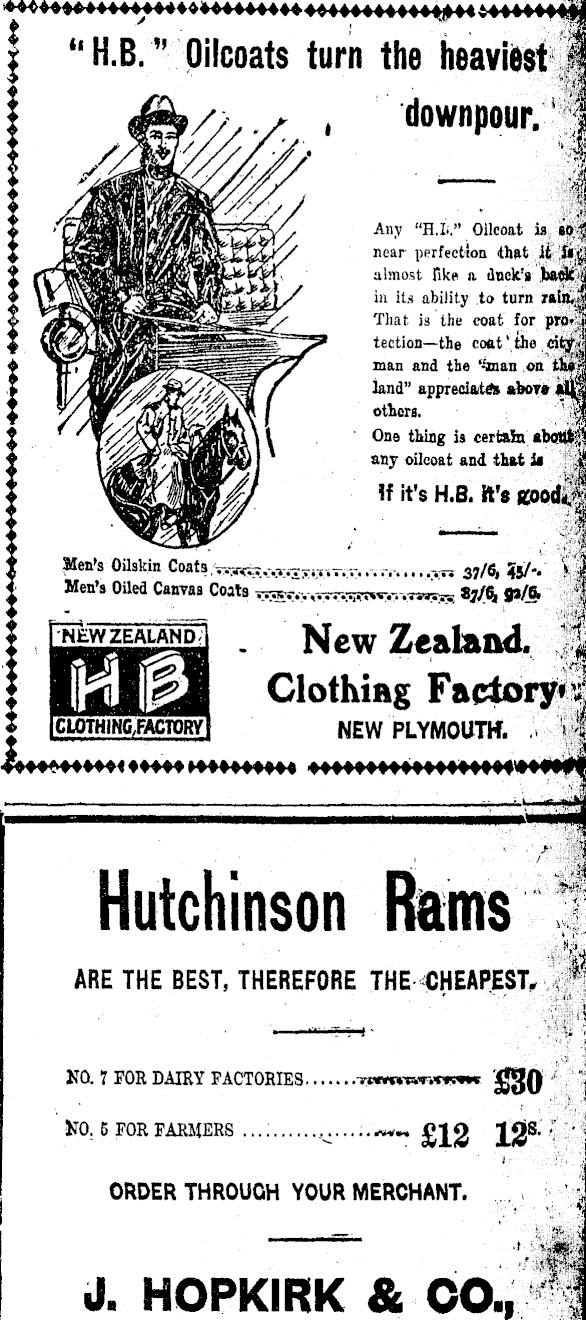 "H.B." Oilcoats turn the heaviest
downpour.
Any "H.B." Oilcoat is so
near perfection that it is
almost like a duck's back
in its ability to turn rain.
That is the coat for pro-
tection—the coat the city
man and the "man on the
land" appreciates above all
others.
One thing is certain about
any oilcoat and that is
If it's H.B. it's good.
Men's Oilskin Coats ........ 37/6, 45/-.
Men's Oiled Canvas Coats ........
NEW ZEALAND
HB
CLOTHING FACTORY
New Zealand.
Clothing Factory
NEW PLYMOUTH.
Hutchinson Rams
ARE THE BEST, THEREFORE THE CHEAPEST.
NO. 7 FOR DAIRY FACTORIES........ £30
NO. 5 FOR FARMERS ........ £12 12s.
ORDER THROUGH YOUR MERCHANT.
J. HOPKIRK & CO.,